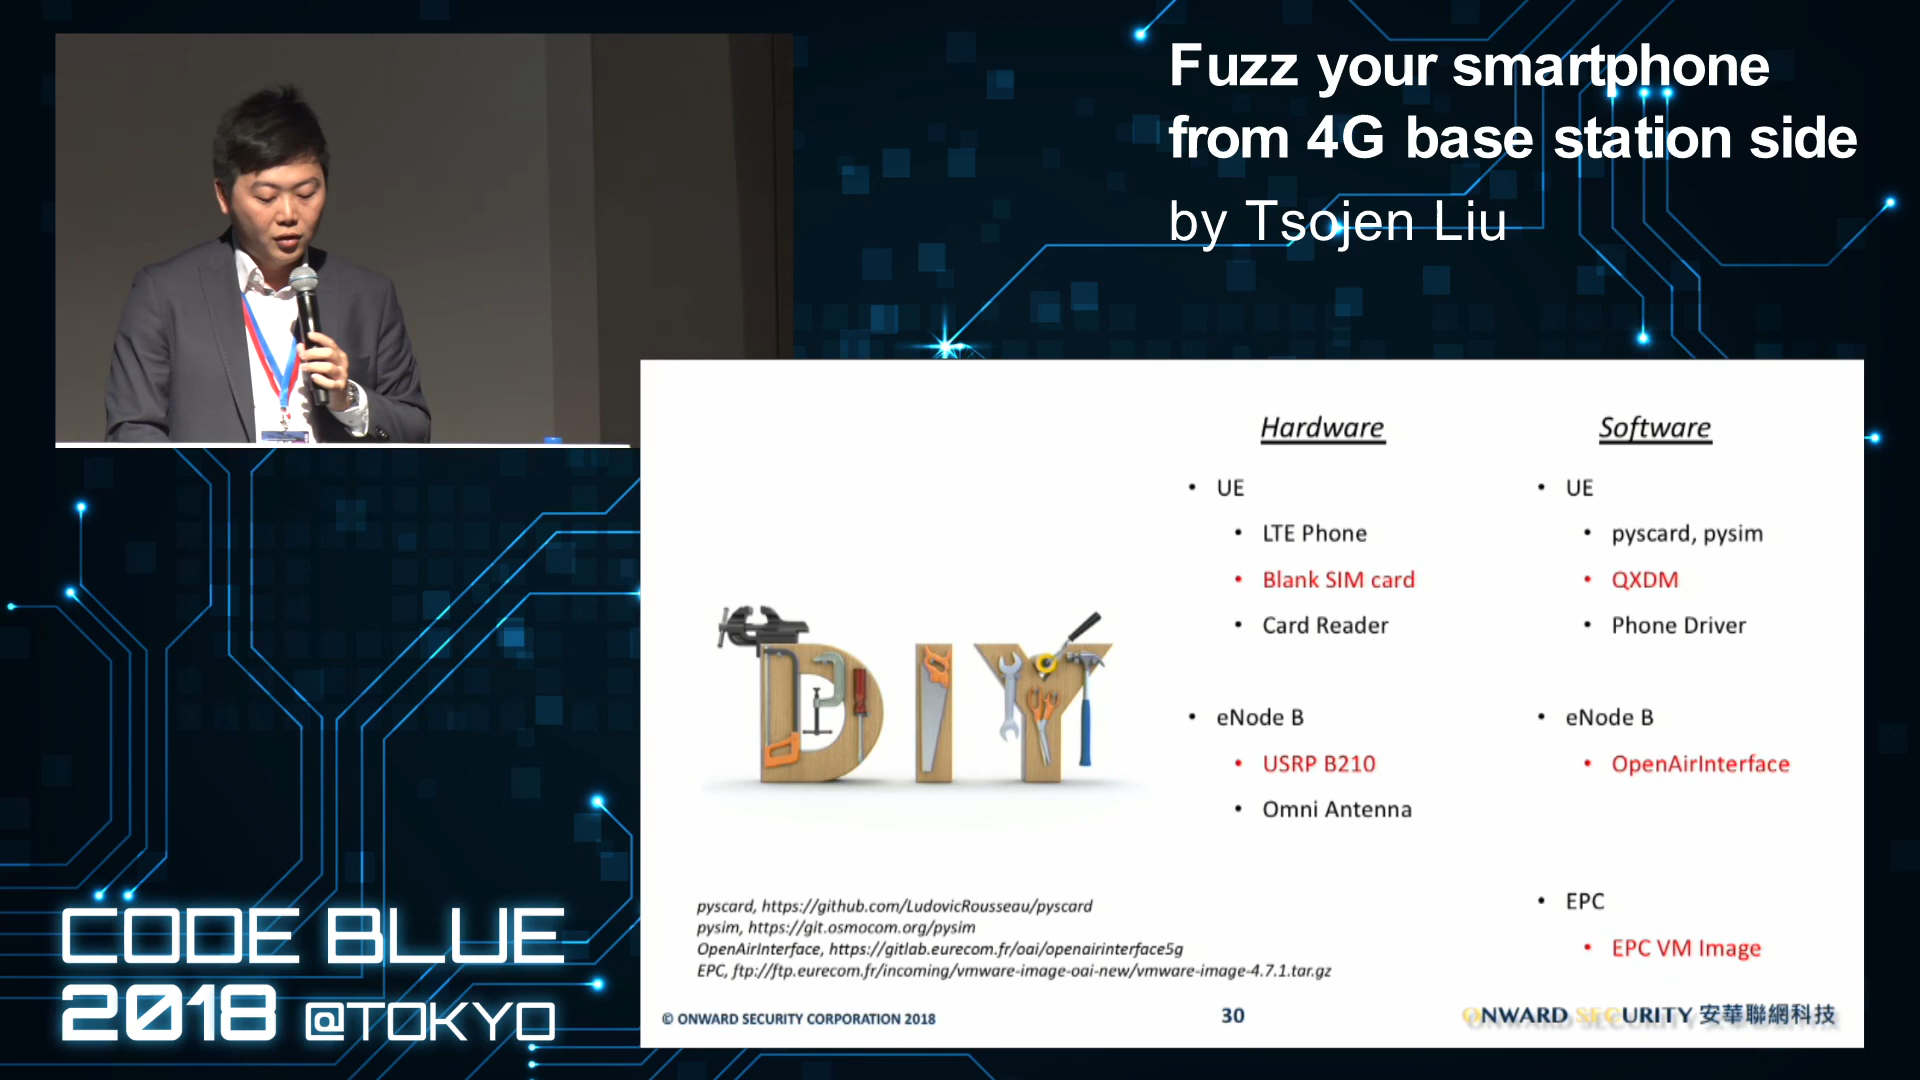 Fuzz your smartphone
from 4G base station side
by Tsojen Liu
Hardware
• UE
• LTE Phone
• Blank SIM card
• Card Reader
• eNode B
• USRP B210
• Omni Antenna
Software
• UE
• pyscard, pysim
• QXDM
• Phone Driver
• eNode B
• OpenAirInterface
• EPC
• EPC VM Image
DIY
pyscard, https://github.com/LudovicRousseau/pyscard
pysim, https://git.osmocom.org/pysim
OpenAirInterface, https://gitlab.eurecom.fr/oai/openairinterface5g
EPC, ftp://ftp.eurecom.fr/incoming/vmware-image-oai-new/vmware-image-4.7.1.tar.gz
© ONWARD SECURITY CORPORATION 2018
30
ONWARD SECURITY 安華聯網科技
CODE BLUE
2018 @TOKYO